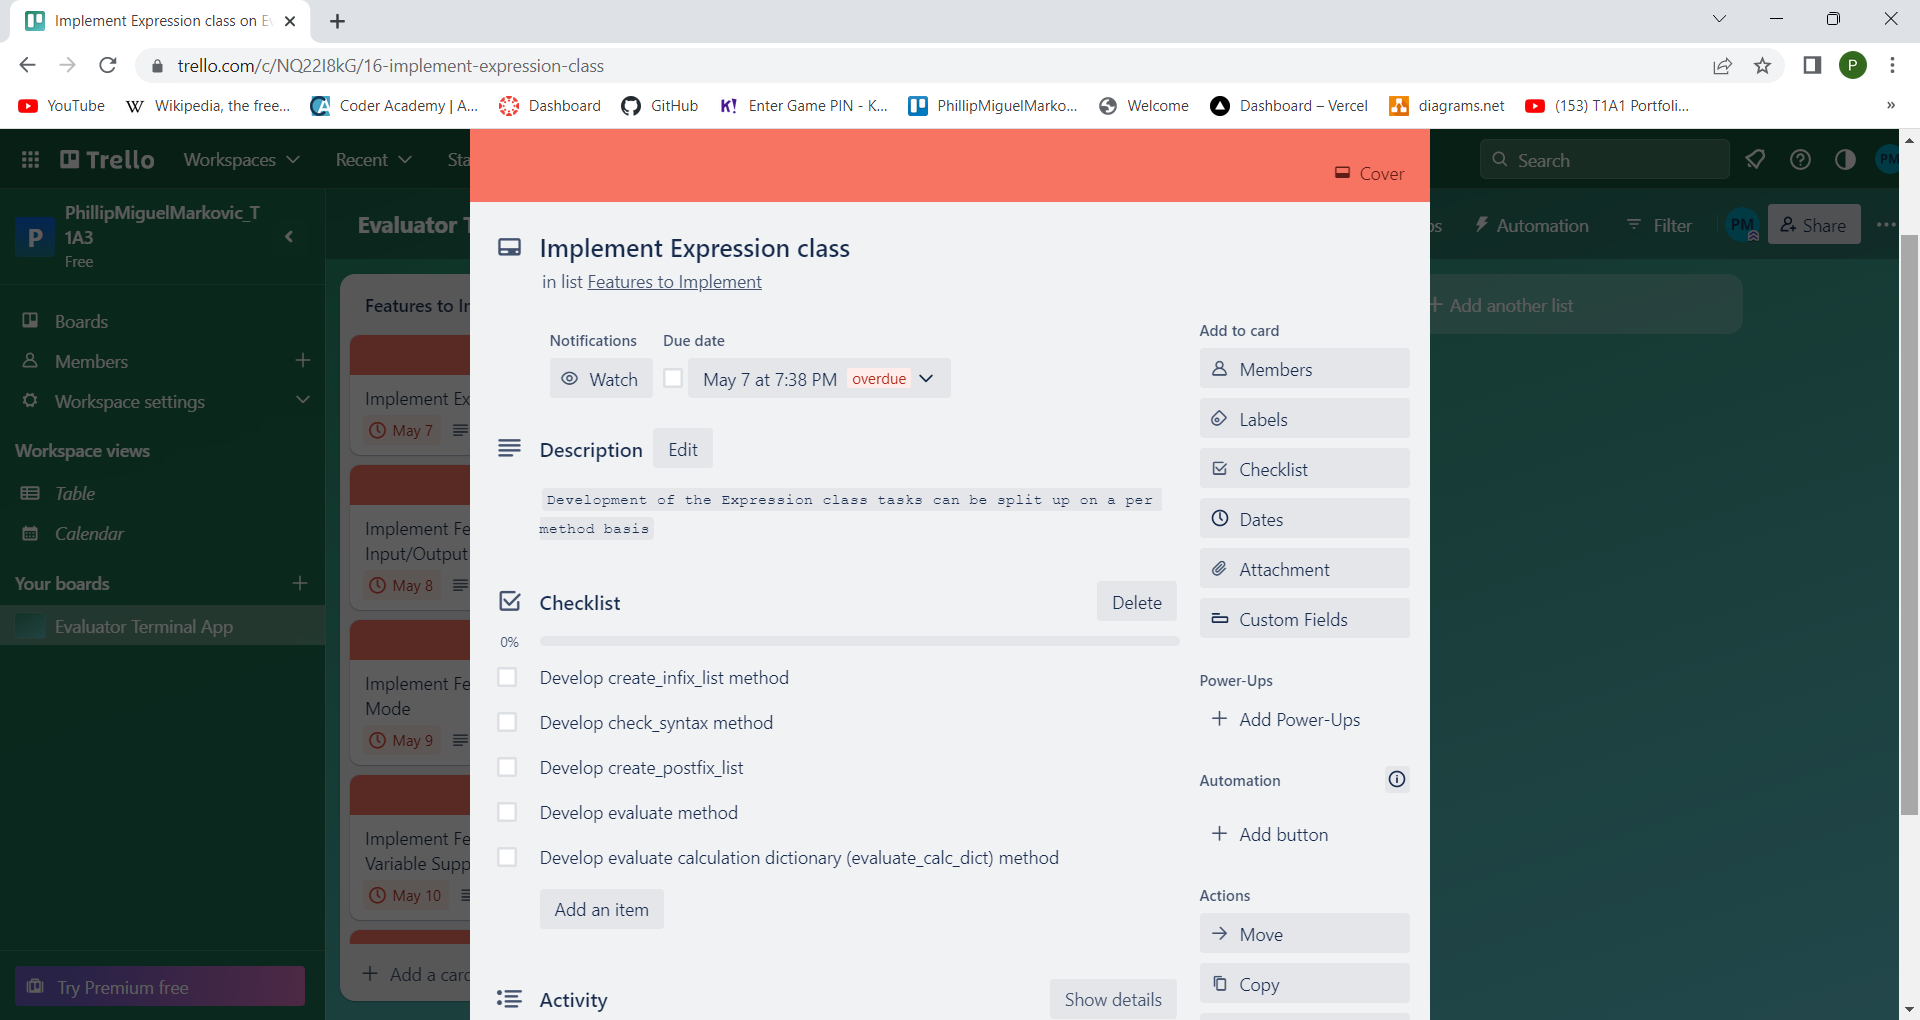 Implement Expression class on E
trello.com/c/NQ22I8kG/16-implement-expression-class
P
YouTube
Wikipedia, the free...
Coder Academy | A...
Dashboard
GitHub
K! Enter Game PIN - K...
PhillipMiguelMarko...
Welcome
Dashboard – Vercel
diagrams.net
(153) T1A1 Portfoli...
»
Trello
Workspaces
Recent
Sta
Cover
Search
PM
P
PhillipMiguelMarkovic_T
1A3
Free
Boards
Members
Workspace settings
Workspace views
Table
Calendar
Your boards
Evaluator Terminal App
Try Premium free
Evaluator T
ps
Automation
Filter
PM
Share
Features to Ir
Implement Ex
May 7
Implement Fe
Input/Output
May 8
Implement Fe
Mode
May 9
Implement Fe
Variable Supp
May 10
Add a card
Add another list
Implement Expression class
in list Features to Implement
Notifications
Due date
Watch
May 7 at 7:38 PM overdue
Description
Edit
Development of the Expression class tasks can be split up on a per
method basis
Checklist
Delete
0%
Develop create_infix_list method
Develop check_syntax method
Develop create_postfix_list
Develop evaluate method
Develop evaluate calculation dictionary (evaluate_calc_dict) method
Add an item
Activity
Show details
Add to card
Members
Labels
Checklist
Dates
Attachment
Custom Fields
Power-Ups
Add Power-Ups
Automation
Add button
Actions
Move
Copy